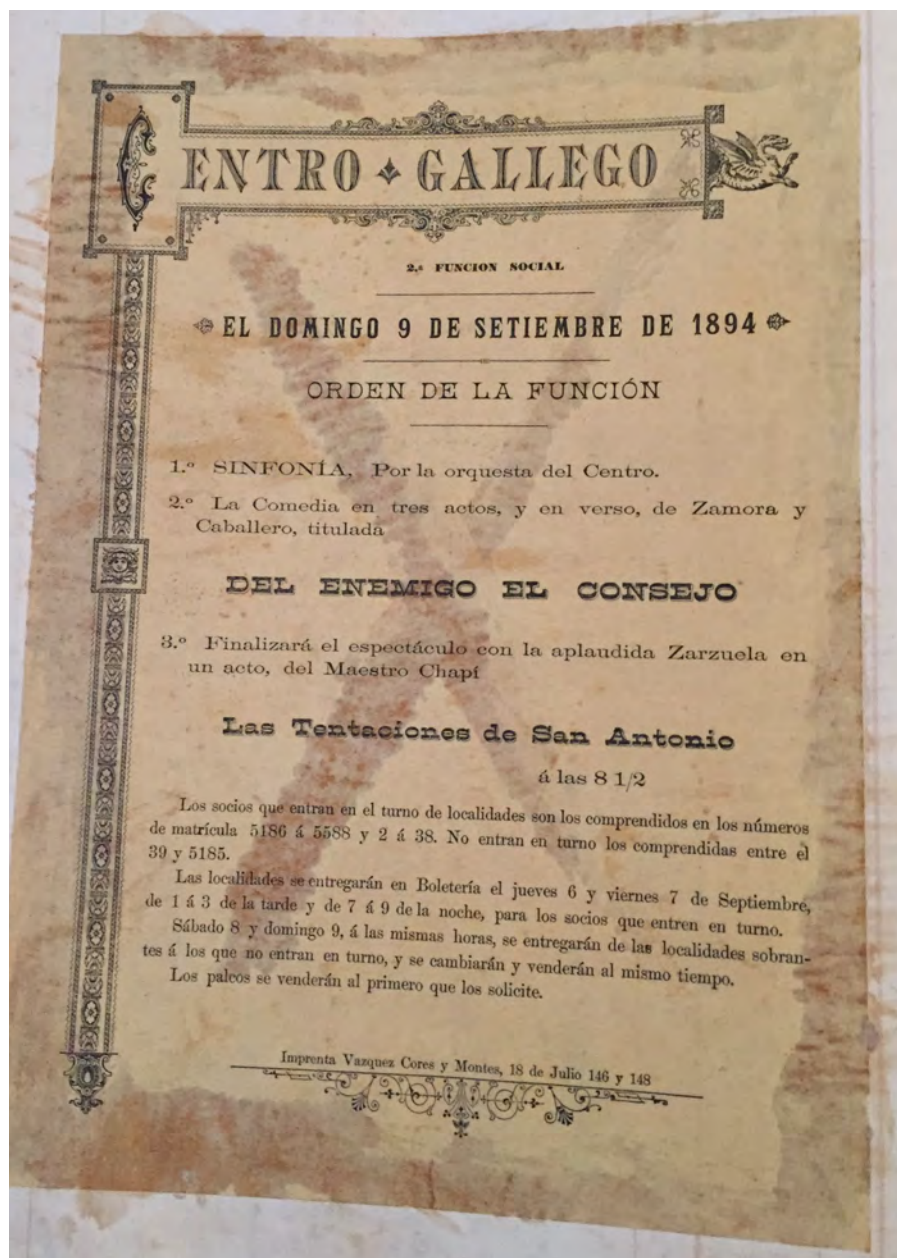 CENTRO GALLEGO
2.ª FUNCION SOCIAL
EL DOMINGO 9 DE SETIEMBRE DE 1894
ORDEN DE LA FUNCIÓN
1.º SINFONÍA, Por la orquesta del Centro.
2.º La Comedia en tres actos, y en verso, de Zamora y
Caballero, titulada
DEL ENEMIGO EL CONSEJO
3.º Finalizará el espectáculo con la aplaudida Zarzuela en
un acto, del Maestro Chapí
Las Tentaciones de San Antonio
á las 8 1/2
Los socios que entran en el turno de localidades son los comprendidos en los números
de matrícula 5186 á 5588 y 2 á 38. No entran en turno los comprendidas entre el
39 y 5185.
Las localidades se entregarán en Boletería el jueves 6 y viernes 7 de Septiembre,
de 1 á 3 de la tarde y de 7 á 9 de la noche, para los socios que entren en turno.
Sábado 8 y domingo 9, á las mismas horas, se entregarán de las localidades sobran-
tes á los que no entran en turno, y se cambiarán y venderán al mismo tiempo.
Los palcos se venderán al primero que los solicite.
Imprenta Vazquez Cores y Montes, 18 de Julio 146 y 148